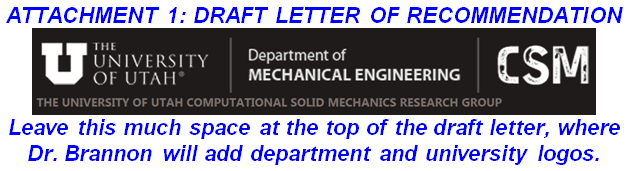 ATTACHMENT 1: DRAFT LETTER OF RECOMMENDATION
U THE UNIVERSITY OF UTAH® Department of MECHANICAL ENGINEERING CSM
THE UNIVERSITY OF UTAH COMPUTATIONAL SOLID MECHANICS RESEARCH GROUP
Leave this much space at the top of the draft letter, where
Dr. Brannon will add department and university logos.